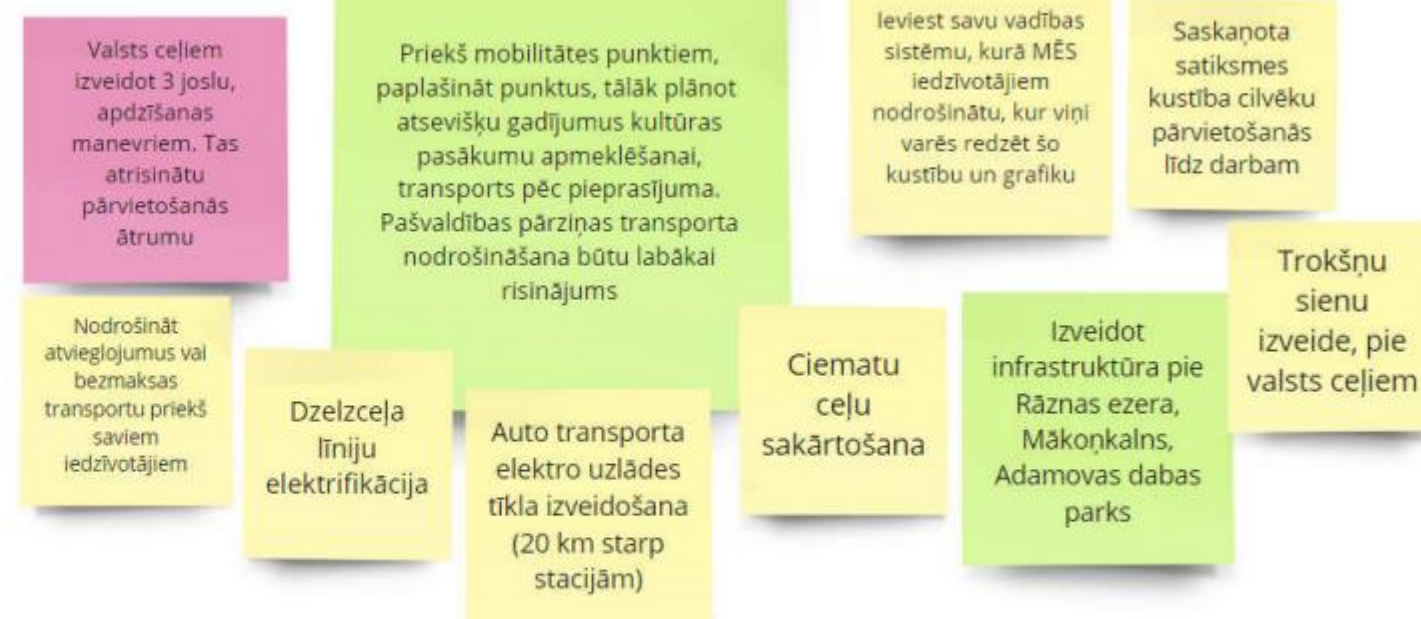 Valsts ceļiem
izveidot 3 joslu,
apdzīšanas
manevriem. Tas
atrisinātu
pārvietošanās
ātrumu
Priekš mobilitātes punktiem,
paplašināt punktus, tālāk plānot
atsevišķu gadījumus kultūras
pasākumu apmeklēšanai,
transports pēc pieprasījuma.
Pašvaldības pārziņas transporta
nodrošināšana būtu labākai
risinājums
Ieviest savu vadības
sistēmu, kurā MĒS
iedzīvotājiem
nodrošinātu, kur viņi
varēs redzēt šo
kustību un grafiku
Saskaņota
satiksmes
kustība cilvēku
pārvietošanās
līdz darbam
Nodrošināt
atvieglojumus vai
bezmaksas
transportu priekš
saviem
iedzīvotājiem
Dzelzceļa
līniju
elektrifikācija
Auto transporta
elektro uzlādes
tīkla izveidošana
(20 km starp
stacijām)
Ciematu
ceļu
sakārtošana
Izveidot
infrastruktūra pie
Rāznas ezera,
Mākoņkalns,
Adamovas dabas
parks
Trokšņu
sienu
izveide, pie
valsts ceļiem